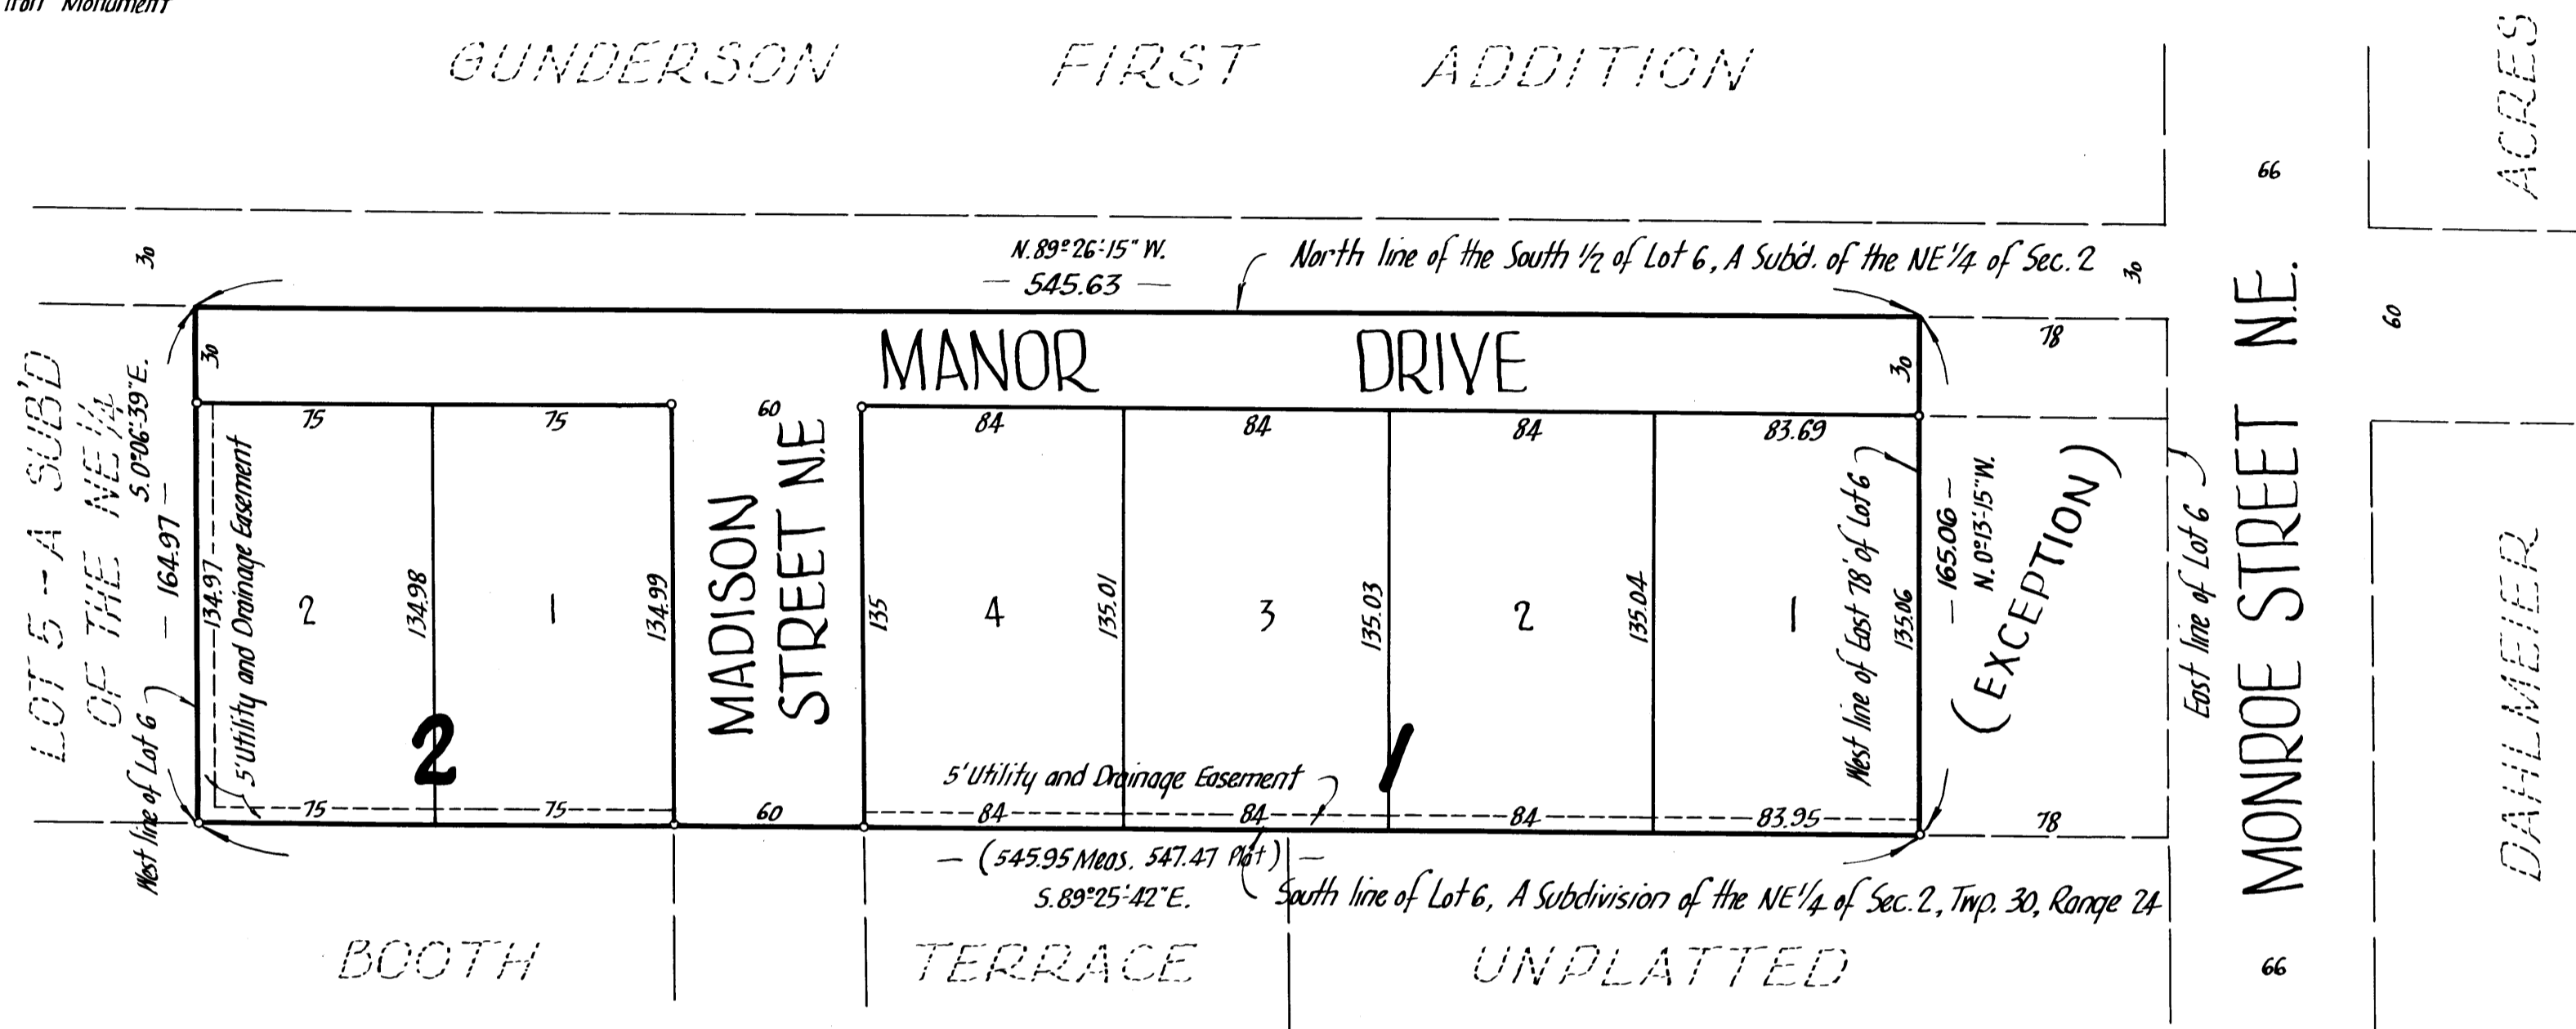 Iron Monument
GUNDERSON FIRST ADDITION
ACRES
66
30
N. 89°26'-15" W.
— 545.63 —
North line of the South 1/2 of Lot 6, A Subd. of the NE 1/4 of Sec. 2
30
60
MANOR DRIVE
30
30
78
75
75
60
84
84
84
83.69
LOT 5 -- A SUB'D
OF THE NE 1/4
S. 0°06'-39" E.
— 164.97 —
West line of Lot 6
134.97
5' Utility and Drainage Easement
2
134.98
1
134.99
2
MADISON
STREET N.E
135
4
135.01
3
135.03
2
135.04
1
135.06
1
West line of East 78' of Lot 6
— 165.06 —
N. 0°13'-15" W.
(EXCEPTION)
East line of Lot 6
MONROE STREET N.E.
DAHLMEIER
5' Utility and Drainage Easement
75
75
60
84
84
84
83.95
78
— (545.95 Meas. 547.47 Plat) —
S. 89°25'-42" E.
South line of Lot 6, A Subdivision of the NE 1/4 of Sec. 2, Twp. 30, Range 24
BOOTH TERRACE UNPLATTED
66